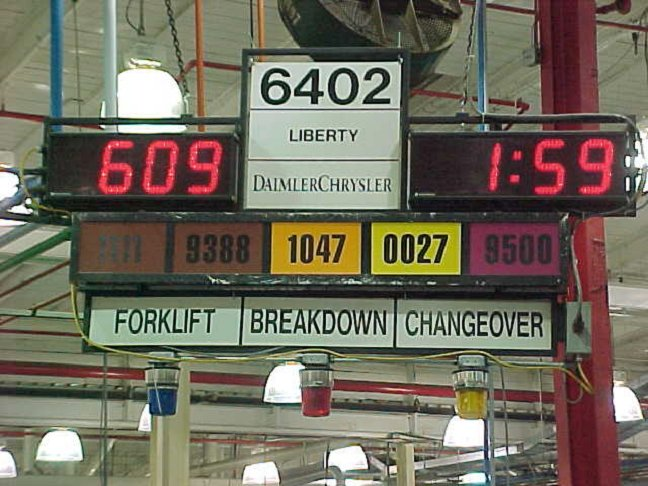 6402
LIBERTY
DAIMLERCHRYSLER
609 1:59
9388 1047 0027 9500
FORKLIFT BREAKDOWN CHANGEOVER